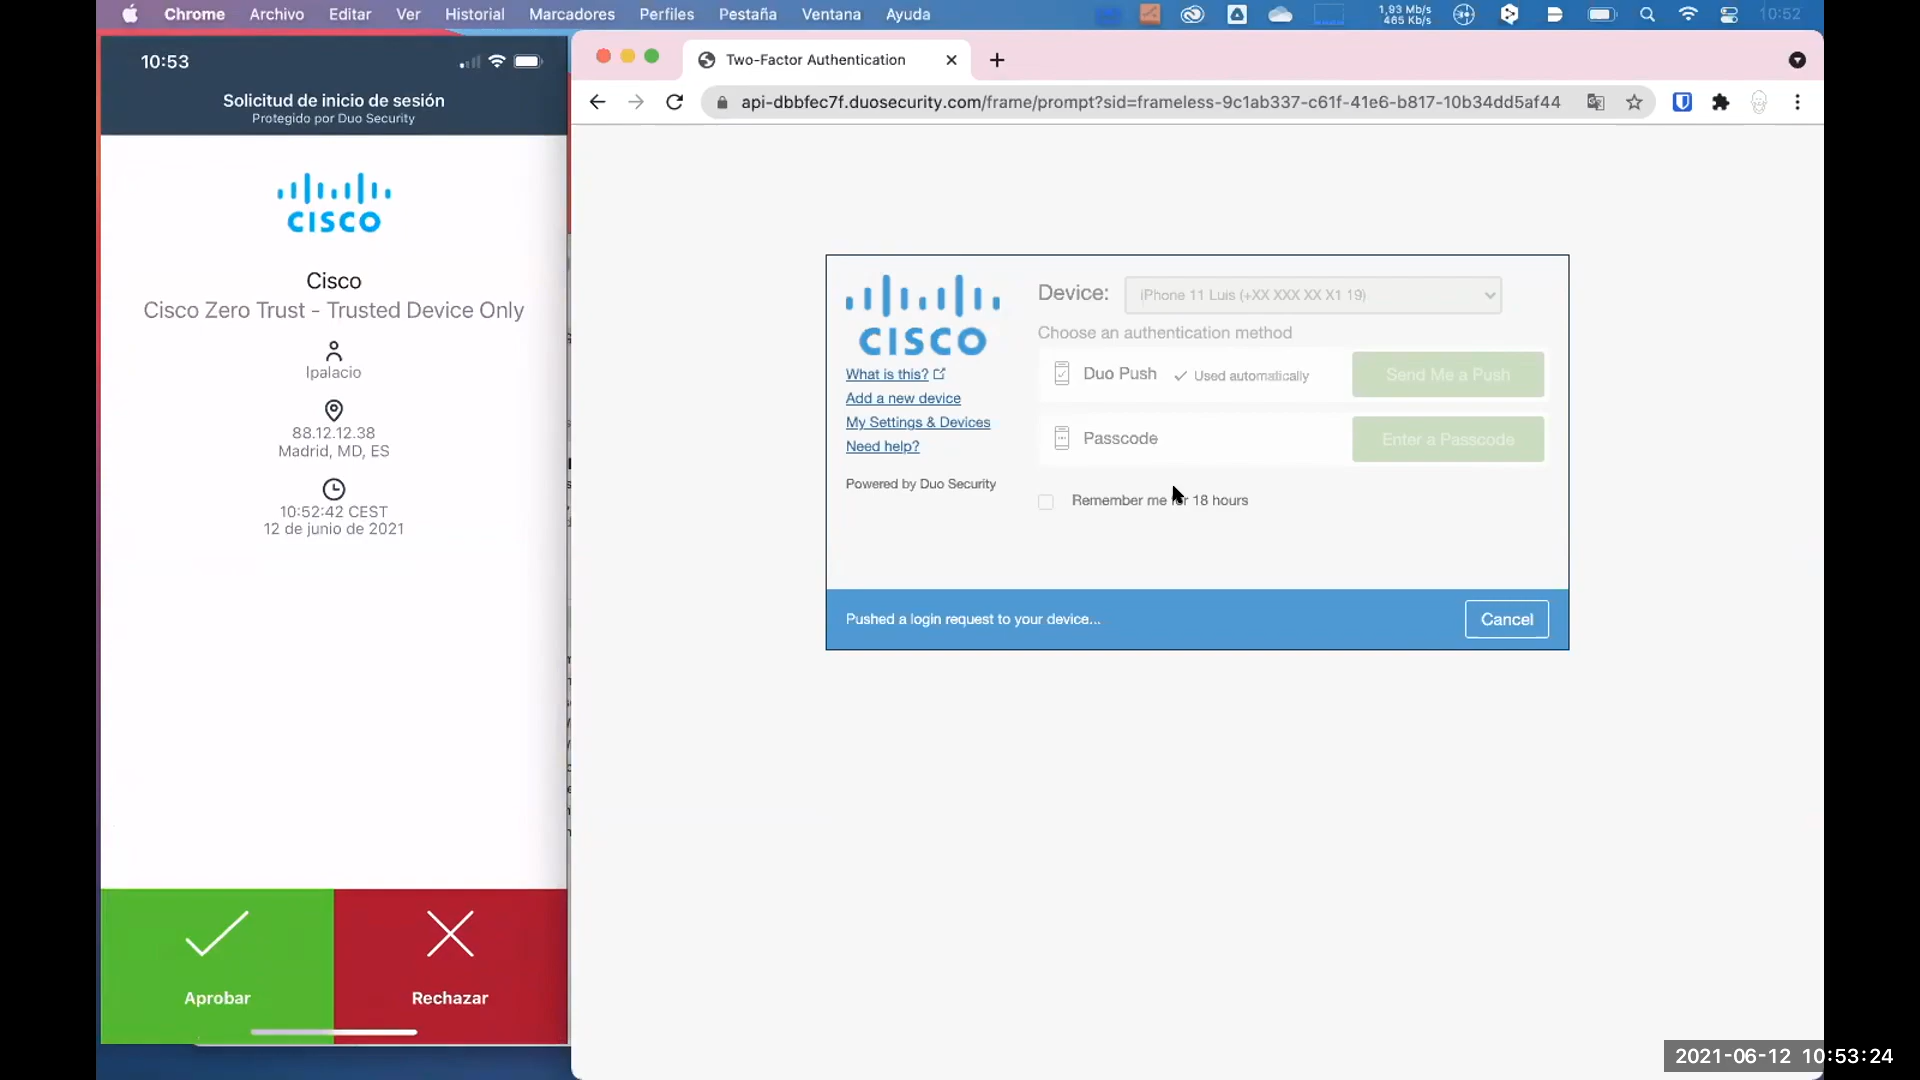 Chrome Archivo Editar Ver Historial Marcadores Perfiles Pestaña Ventana Ayuda
1,93 Mb/s
465 Kb/s
10:52
10:53
Solicitud de inicio de sesión
Protegido por Duo Security
CISCO
Cisco
Cisco Zero Trust - Trusted Device Only
lpalacio
88.12.12.38
Madrid, MD, ES
10:52:42 CEST
12 de junio de 2021
Aprobar
Rechazar
Two-Factor Authentication
api-dbbfec7f.duosecurity.com/frame/prompt?sid=frameless-9c1ab337-c61f-41e6-b817-10b34dd5af44
CISCO
What is this?
Add a new device
My Settings & Devices
Need help?
Powered by Duo Security
Device: iPhone 11 Luis (+XX XXX XX X1 19)
Choose an authentication method
Duo Push Used automatically Send Me a Push
Passcode Enter a Passcode
Remember me for 18 hours
Pushed a login request to your device... Cancel
2021-06-12 10:53:24